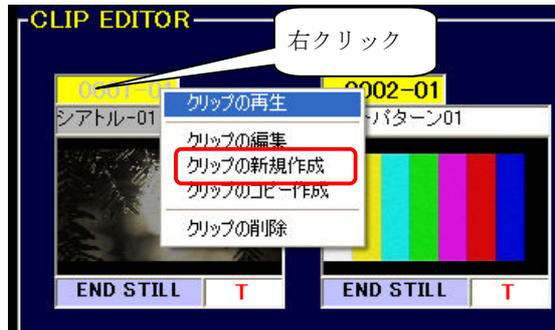 CLIP EDITOR
右クリック
0001-01
0002-01
シアトル-01
ターン01
クリップの再生
クリップの編集
クリップの新規作成
クリップのコピー作成
クリップの削除
END STILL
T
END STILL
T